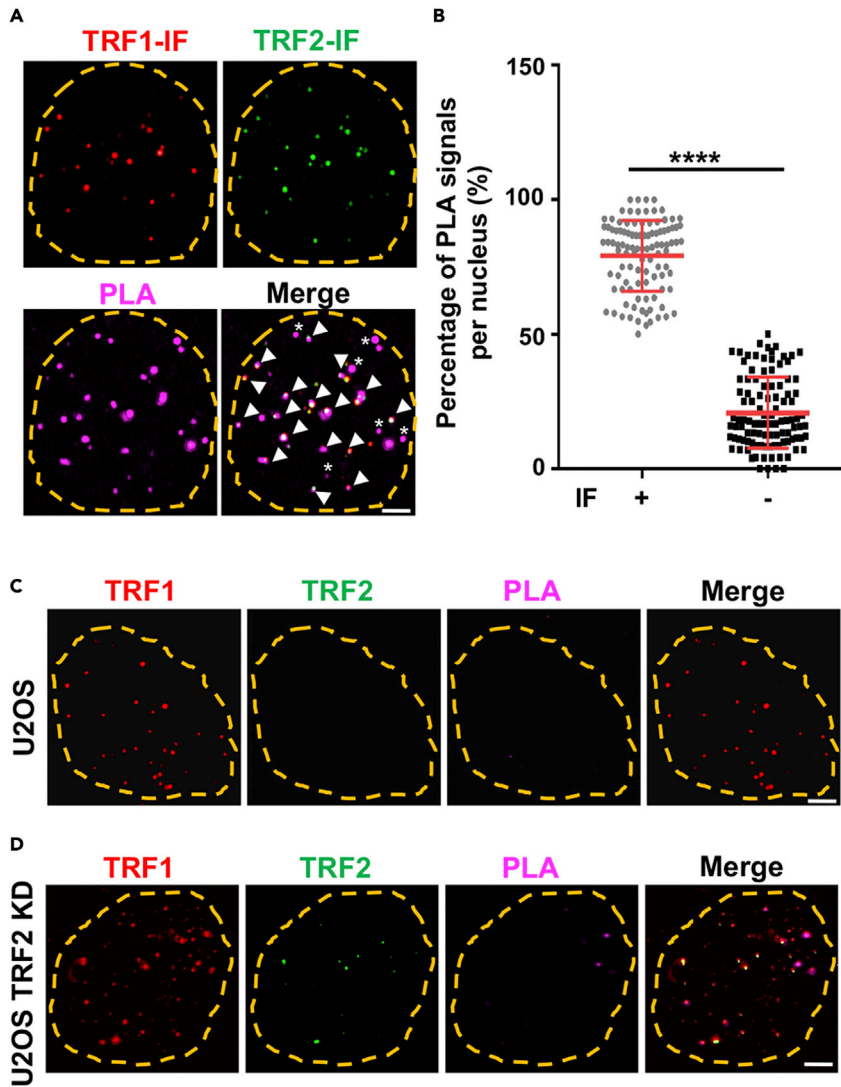 A
TRF1-IF TRF2-IF
PLA Merge
* * * * * * *
B
Percentage of PLA signals
per nucleus (%)
150
100
50
0
****
IF + -
C
TRF1 TRF2 PLA Merge
U2OS
D
TRF1 TRF2 PLA Merge
U2OS TRF2 KD